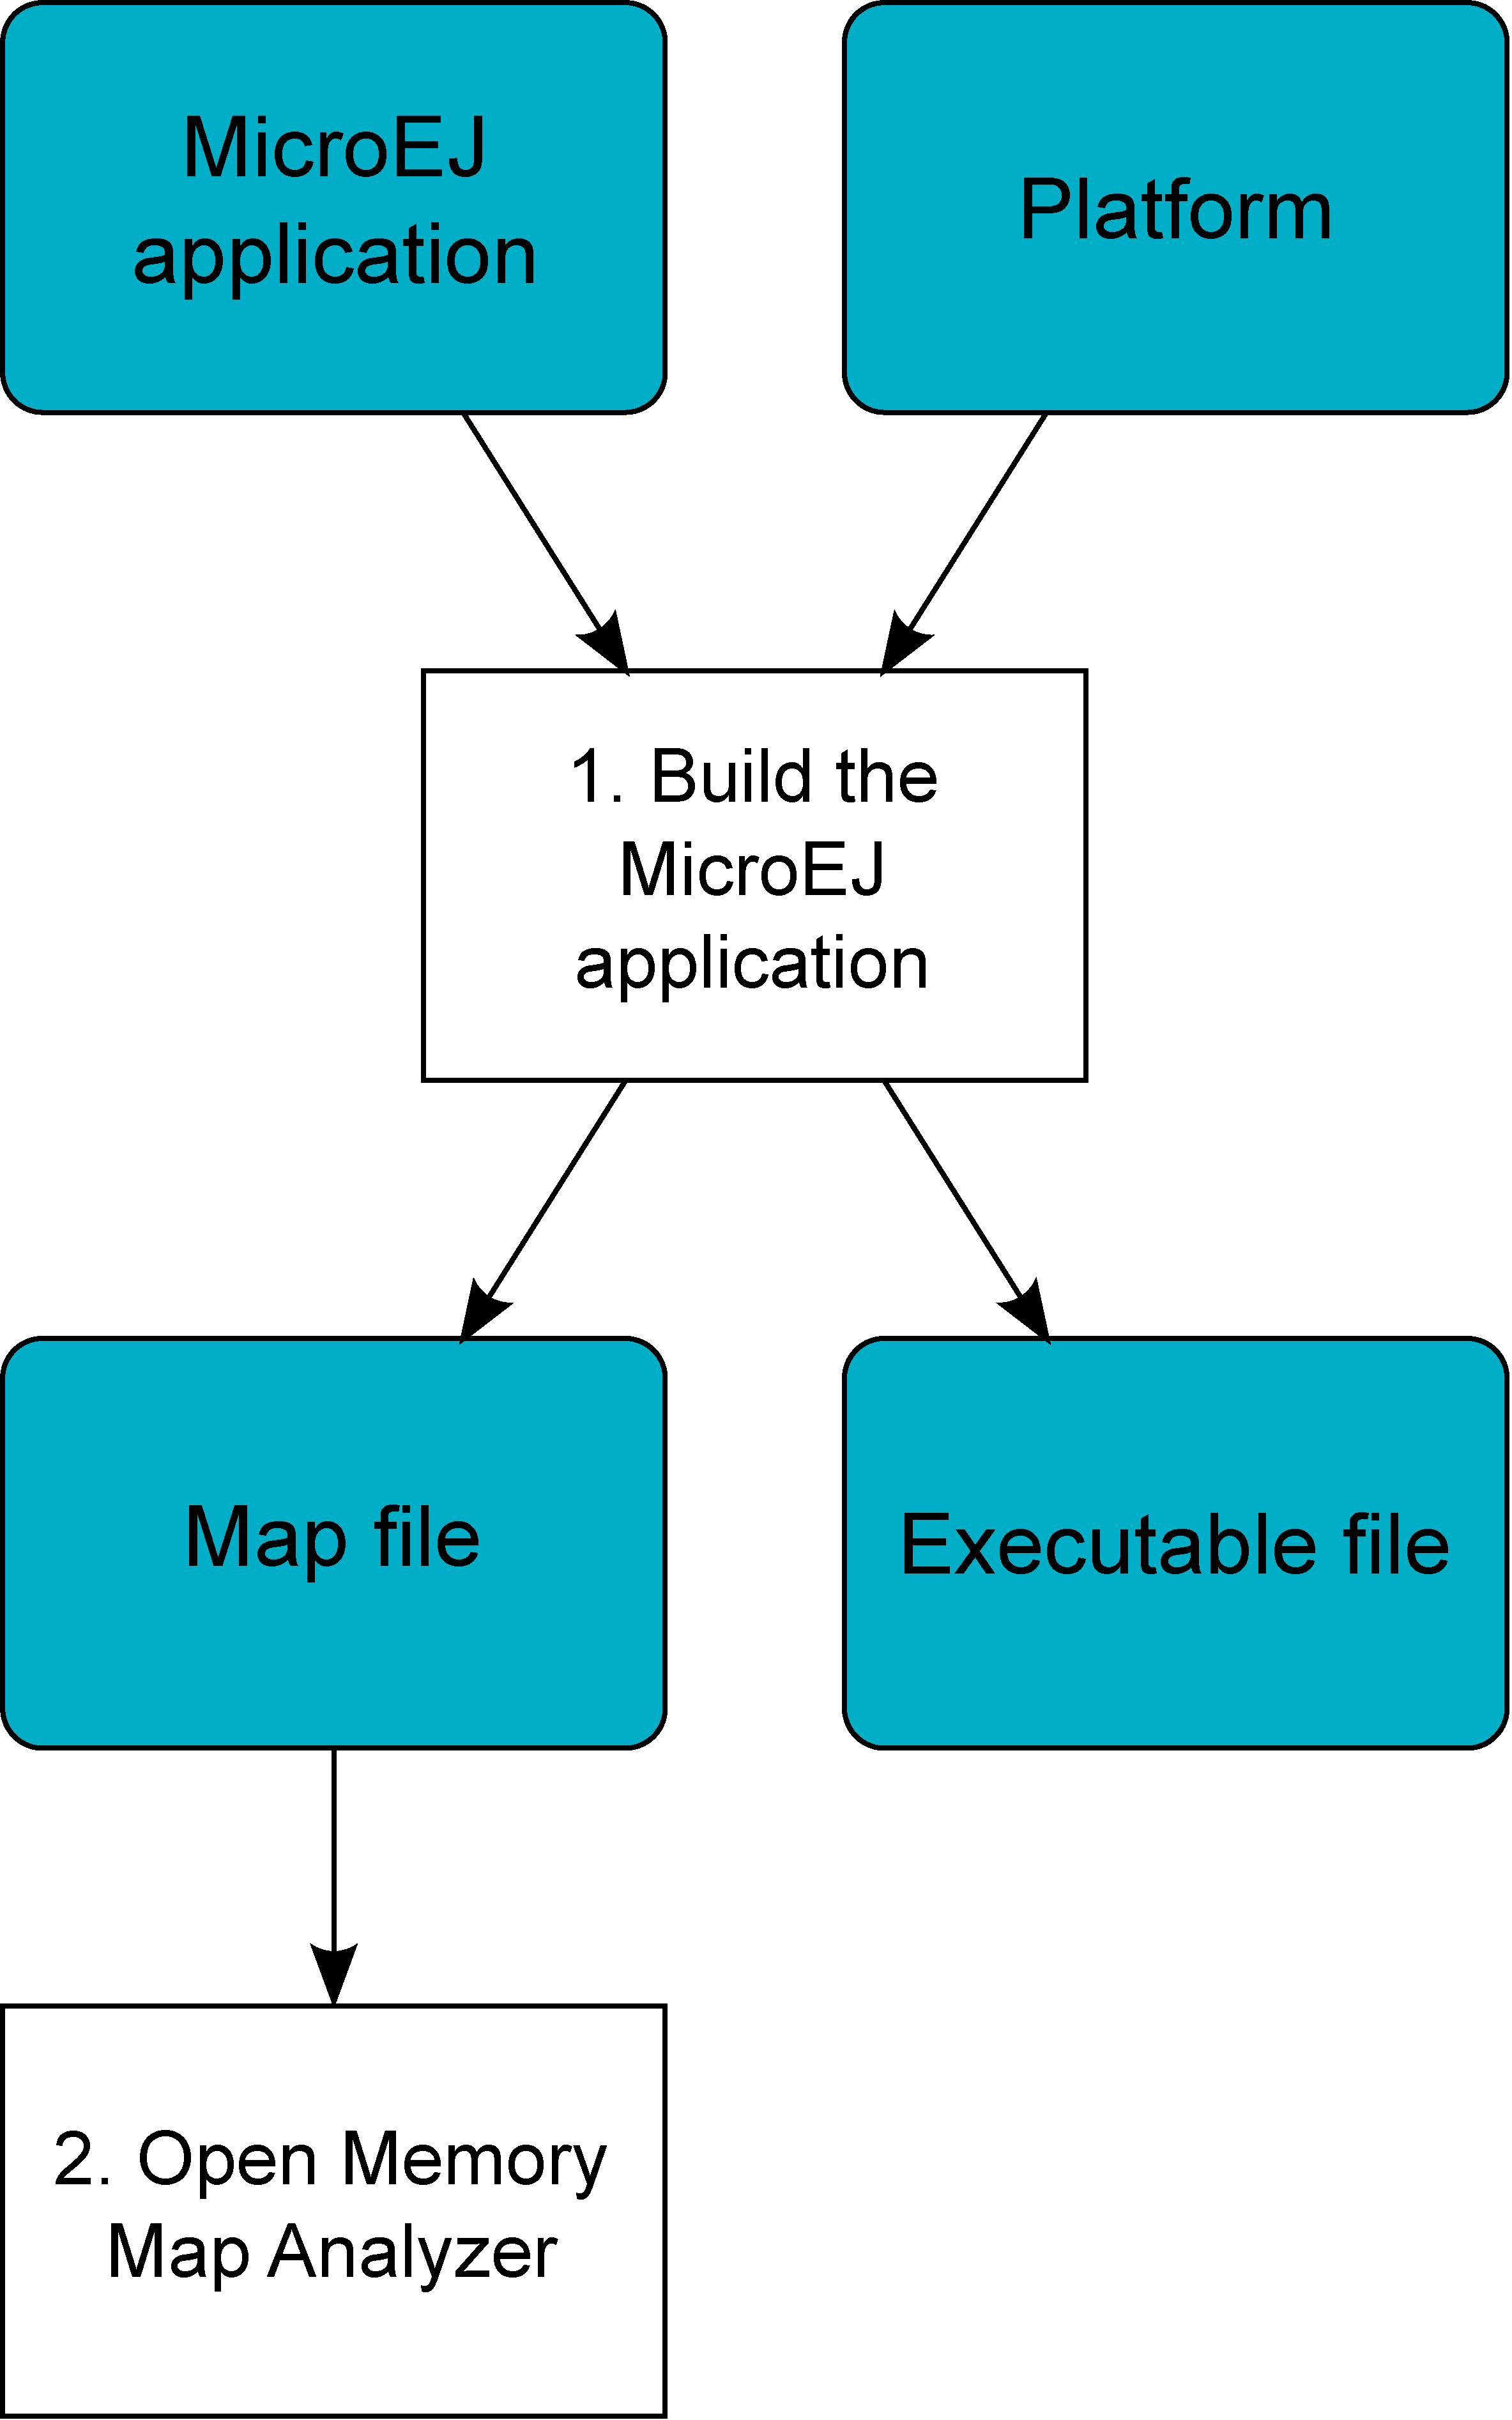 MicroEJ
application
Platform
1. Build the
MicroEJ
application
Map file
Executable file
2. Open Memory
Map Analyzer